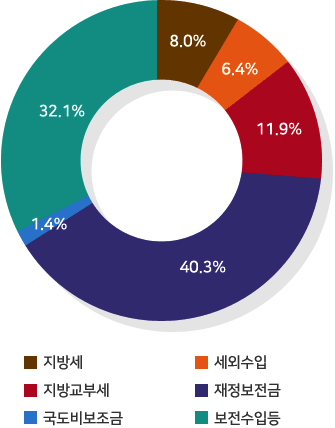 8.0%
6.4%
11.9%
40.3%
1.4%
32.1%
지방세
세외수입
지방교부세
재정보전금
국도비보조금
보전수입등